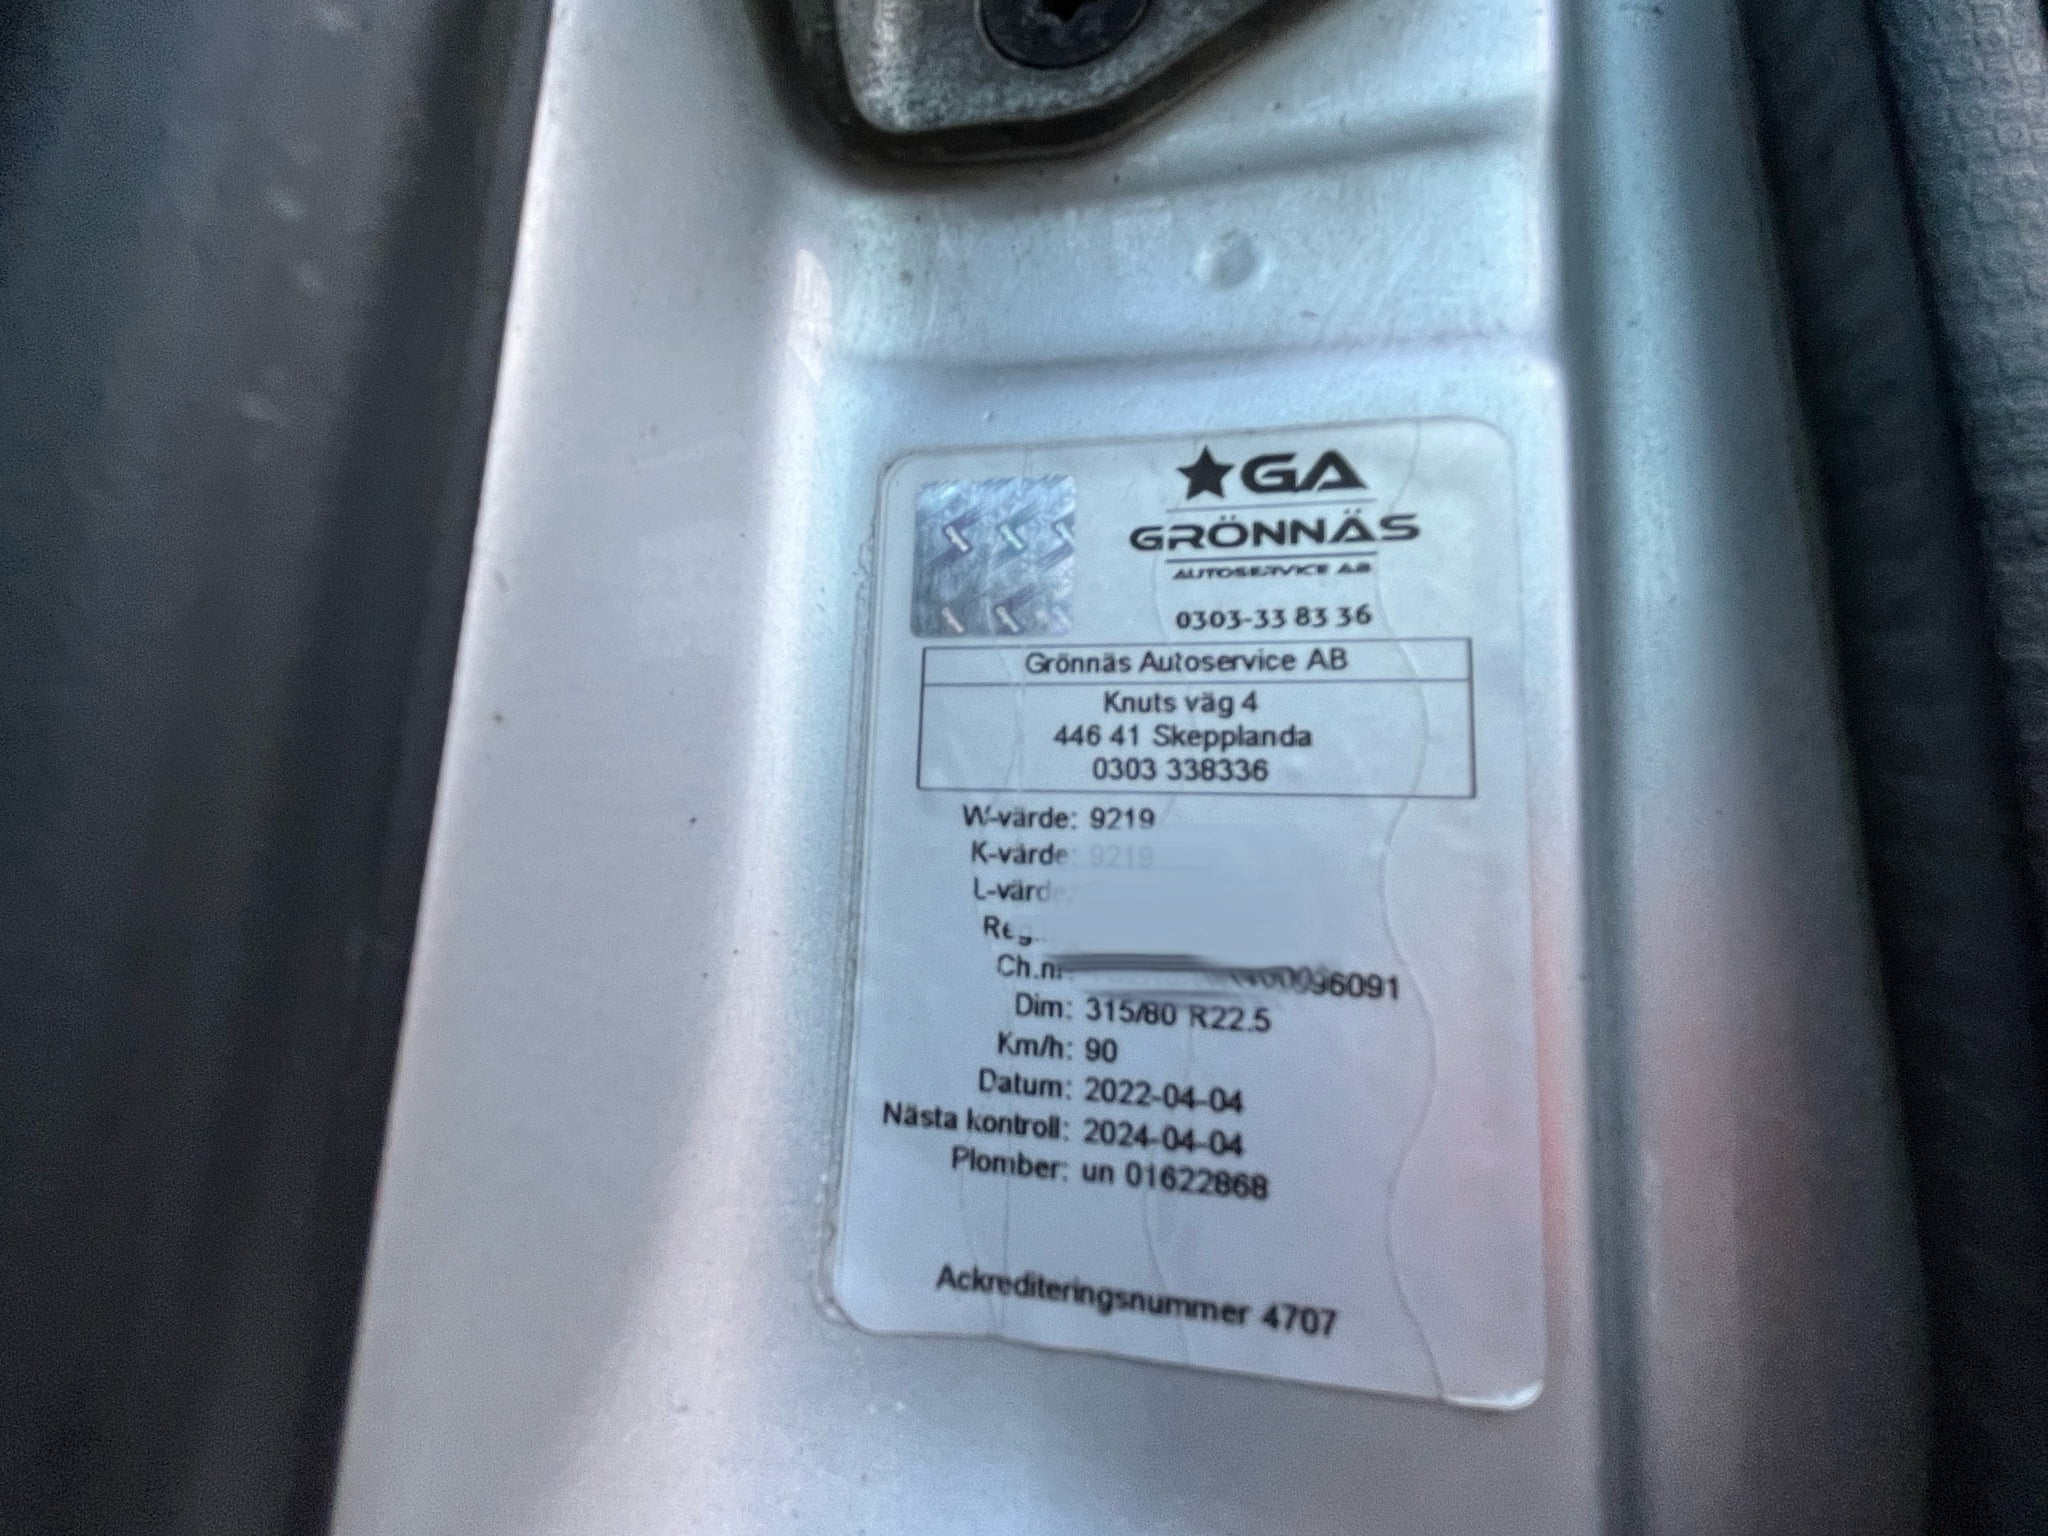 GA
GRÖNNÄS
AUTOSERVICE AB
0303-33 83 36
Grönnäs Autoservice AB
Knuts väg 4
446 41 Skepplanda
0303 338336
W-värde: 9219
K-värde: 9219
L-värde:
Reg.
Ch.nr: 96091
Dim: 315/80 R22.5
Km/h: 90
Datum: 2022-04-04
Nästa kontroll: 2024-04-04
Plomber: un 01622868
Ackrediteringsnummer 4707